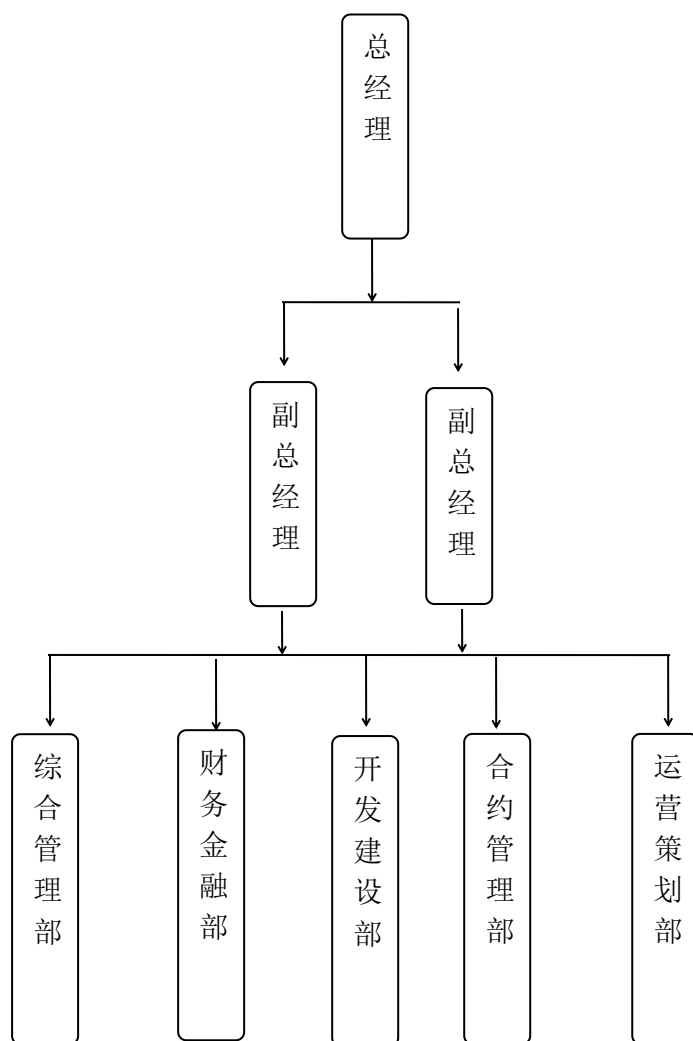 总经理
副总经理
副总经理
综合管理部
财务金融部
开发建设部
合约管理部
运营策划部